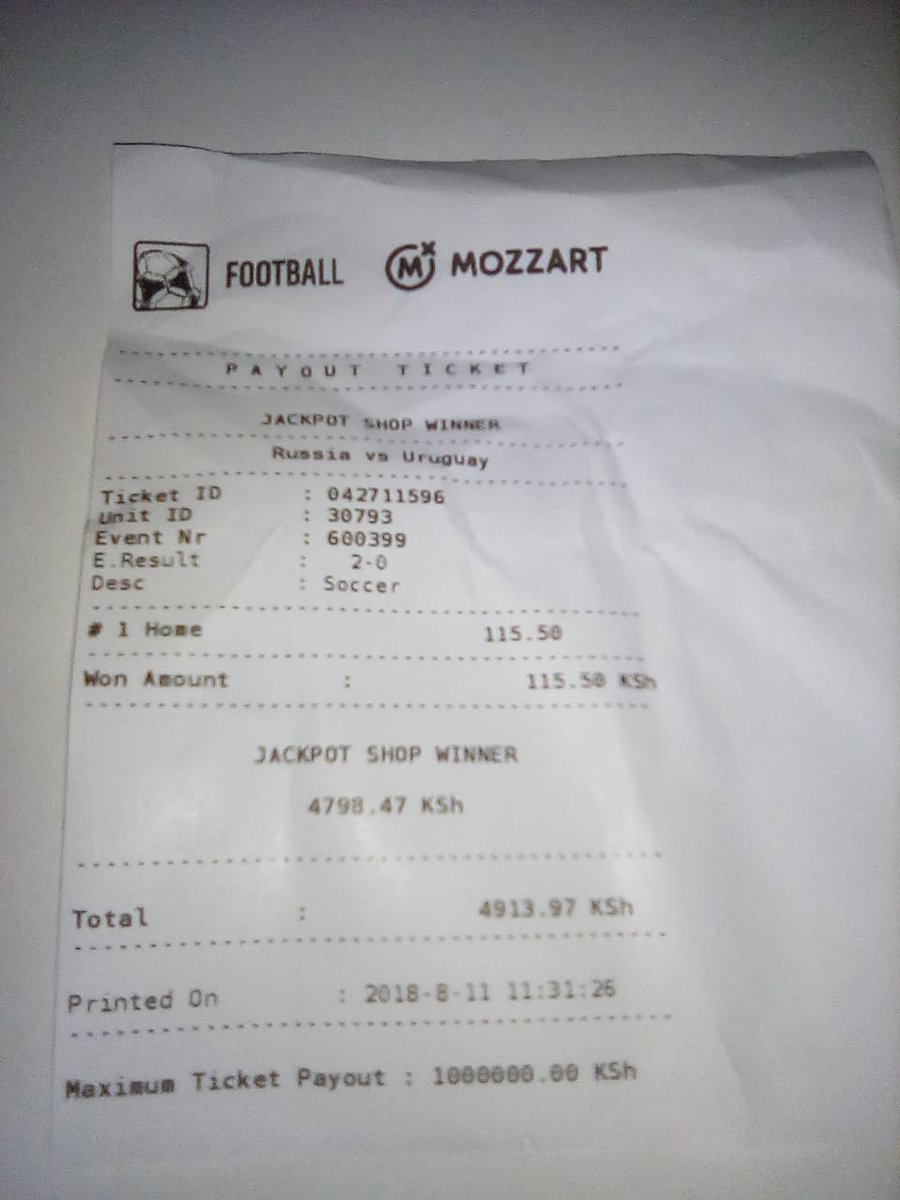 FOOTBALL MOZZART
PAYOUT TICKET
JACKPOT SHOP WINNER
Russia vs Uruguay
Ticket ID : 042711596
Unit ID : 30793
Event Nr : 600399
E.Result : 2-0
Desc : Soccer
# 1 Home 115.50
Won Amount : 115.50 KSh
JACKPOT SHOP WINNER
4798.47 KSh
Total : 4913.97 KSh
Printed On : 2018-8-11 11:31:26
Maximum Ticket Payout : 1000000.00 KSh